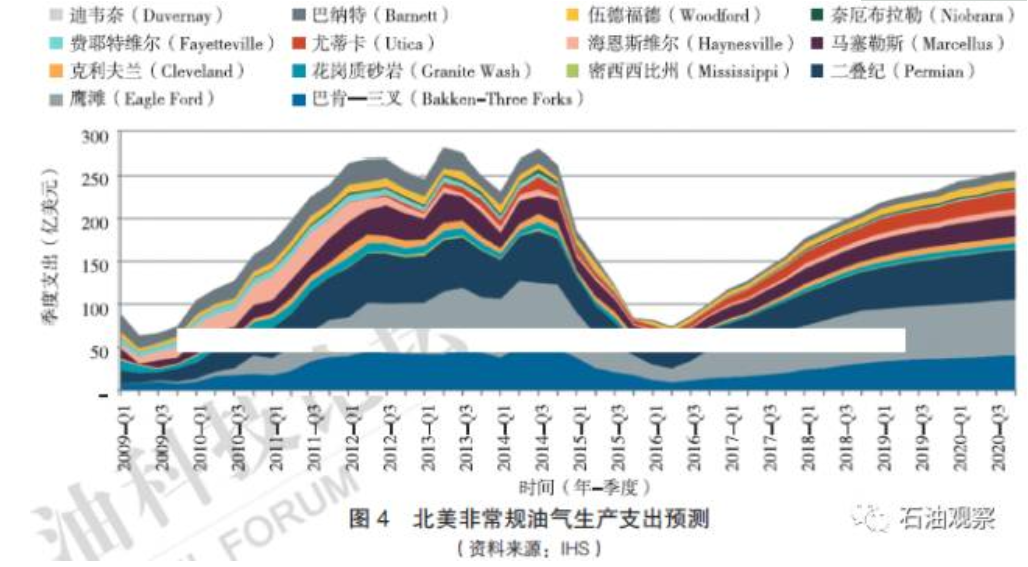 迪韦奈（Duvernay） 巴纳特（Barnett） 伍德福德（Woodford） 奈厄布拉勒（Niobrara）
费耶特维尔（Fayetteville） 尤蒂卡（Utica） 海恩斯维尔（Haynesville） 马塞勒斯（Marcellus）
克利夫兰（Cleveland） 花岗质砂岩（Granite Wash） 密西西比州（Mississippi） 二叠纪（Permian）
鹰滩（Eagle Ford） 巴肯—三叉（Bakken-Three Forks）
季度支出（亿美元）
300
250
200
150
100
50
-
2009-Q1 2009-Q3 2010-Q1 2010-Q3 2011-Q1 2011-Q3 2012-Q1 2012-Q3 2013-Q1 2013-Q3 2014-Q1 2014-Q3 2015-Q1 2015-Q3 2016-Q1 2016-Q3 2017-Q1 2017-Q3 2018-Q1 2018-Q3 2019-Q1 2019-Q3 2020-Q1 2020-Q3
时间（年-季度）
图 4 北美非常规油气生产支出预测
（资料来源：IHS）
石油观察
油科技论坛
FORUM